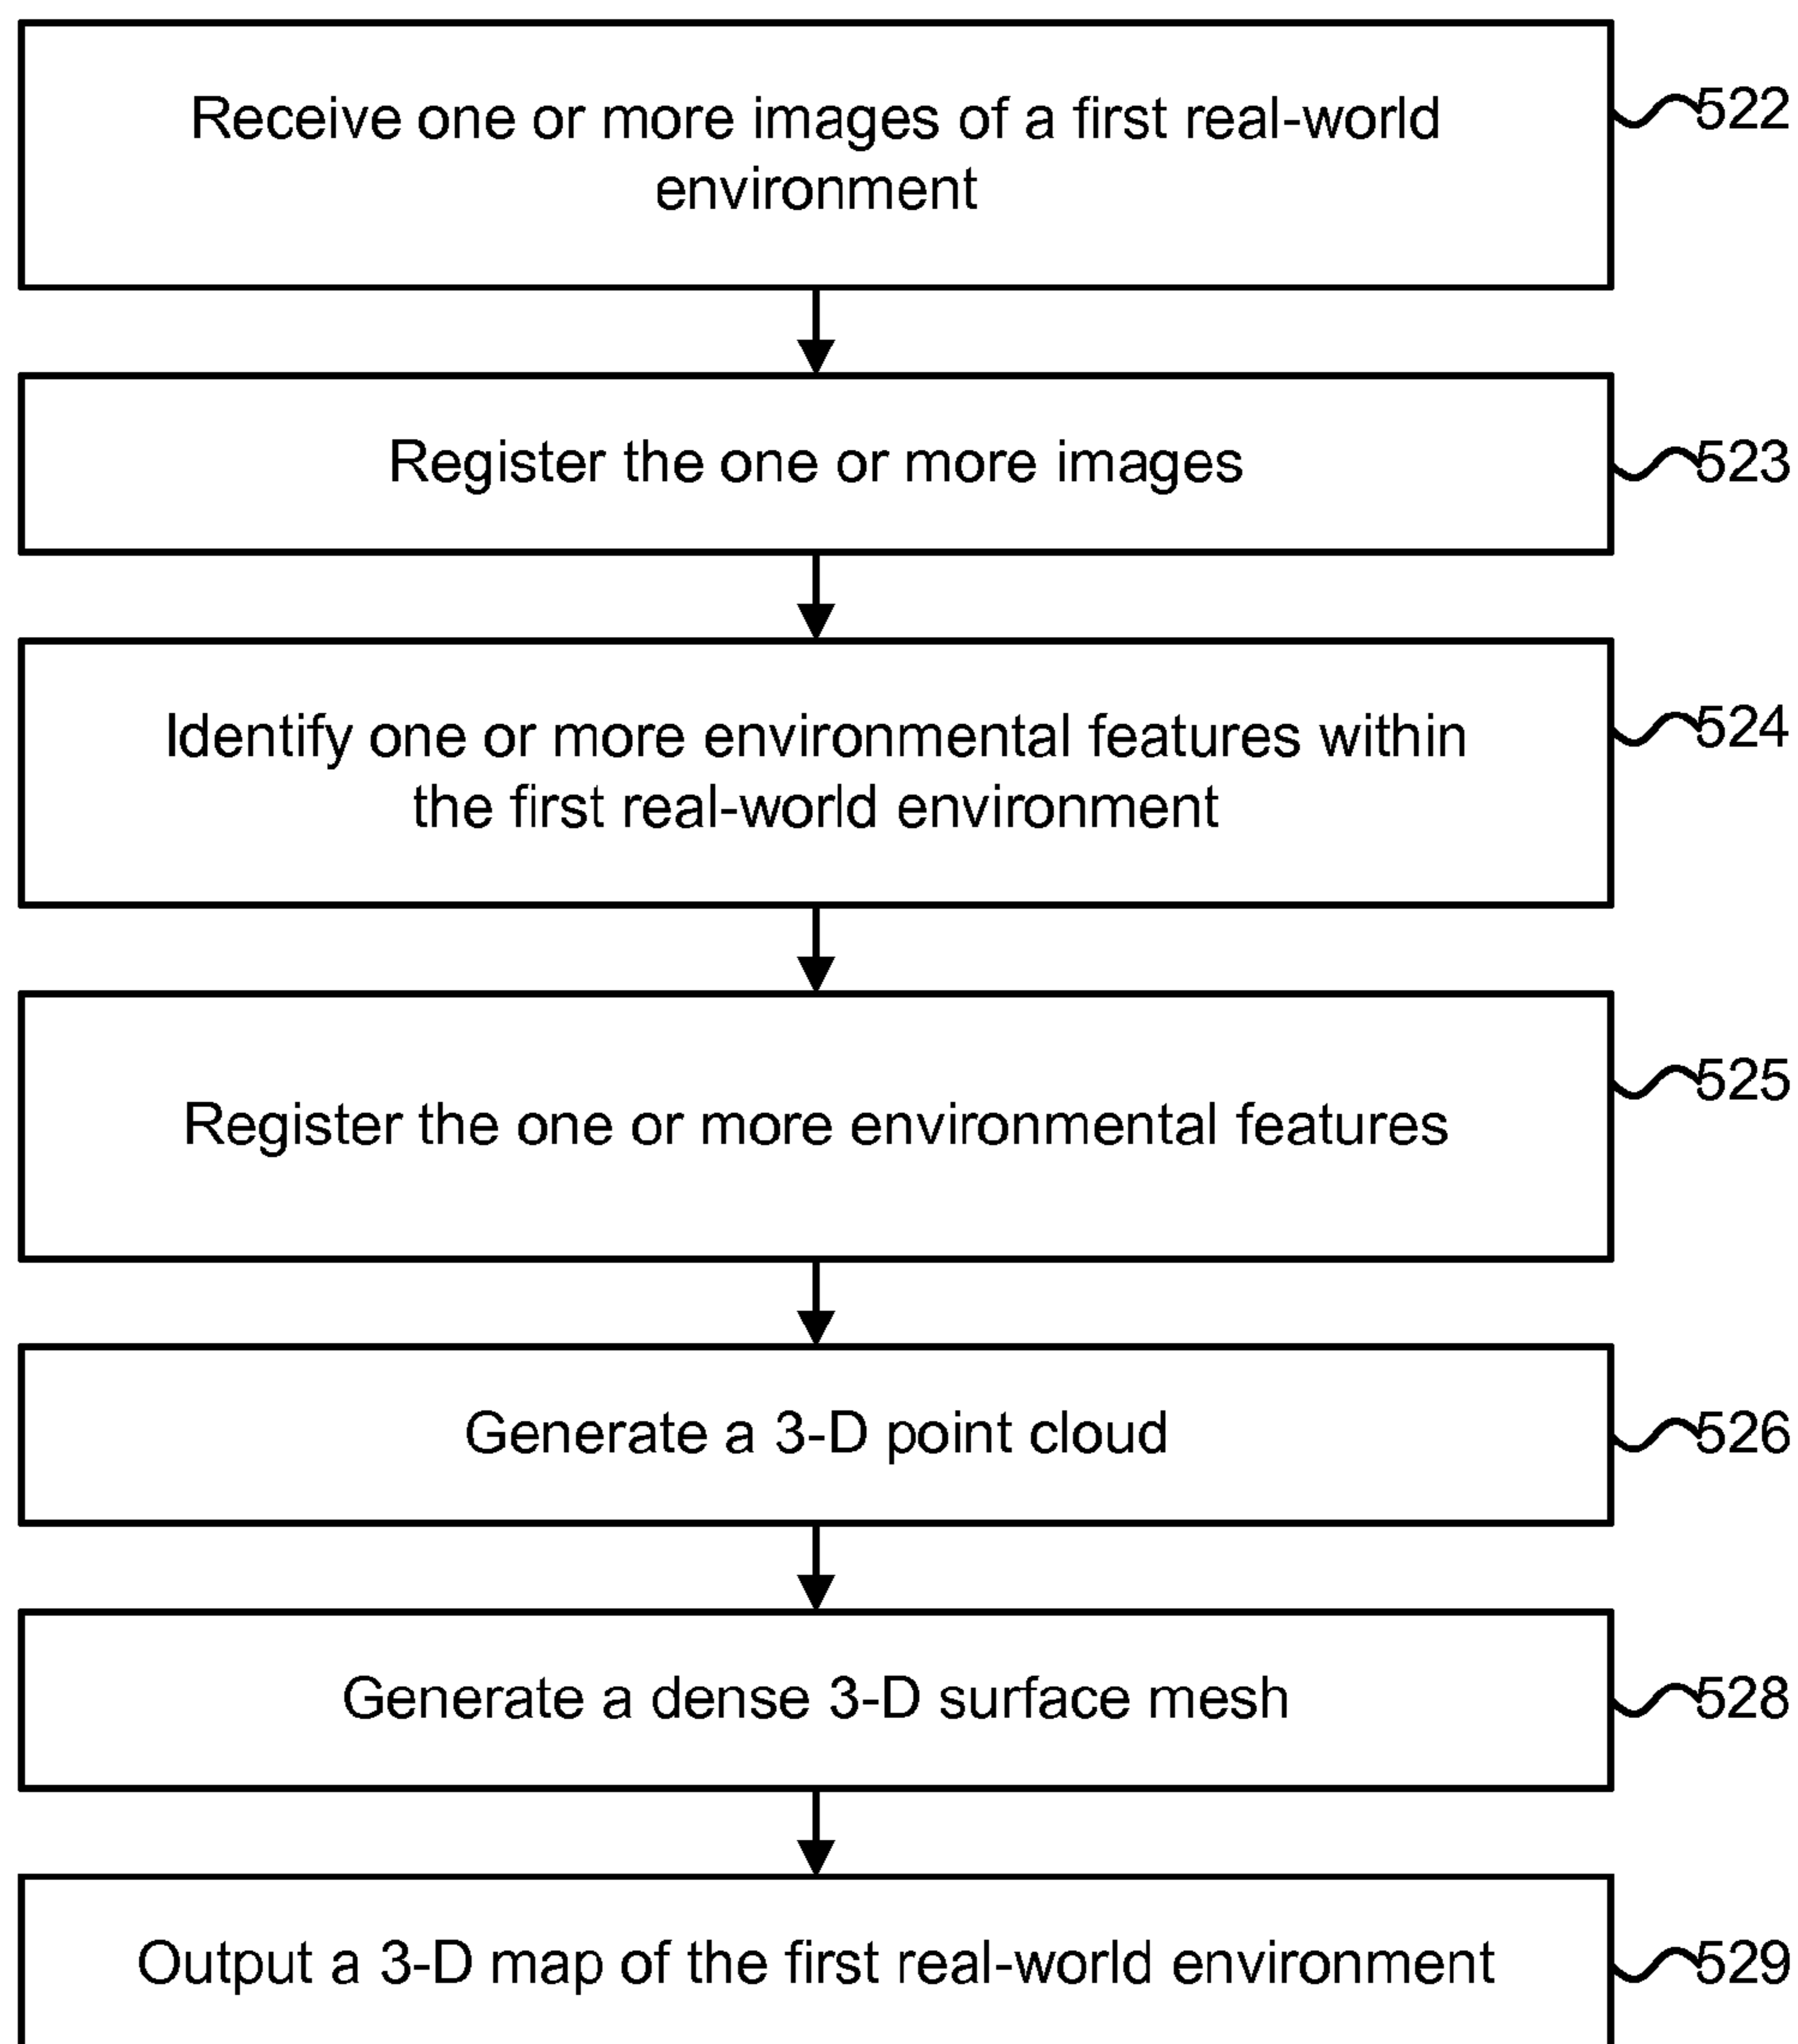 Receive one or more images of a first real-world
environment
522
Register the one or more images
523
Identify one or more environmental features within
the first real-world environment
524
Register the one or more environmental features
525
Generate a 3-D point cloud
526
Generate a dense 3-D surface mesh
528
Output a 3-D map of the first real-world environment
529